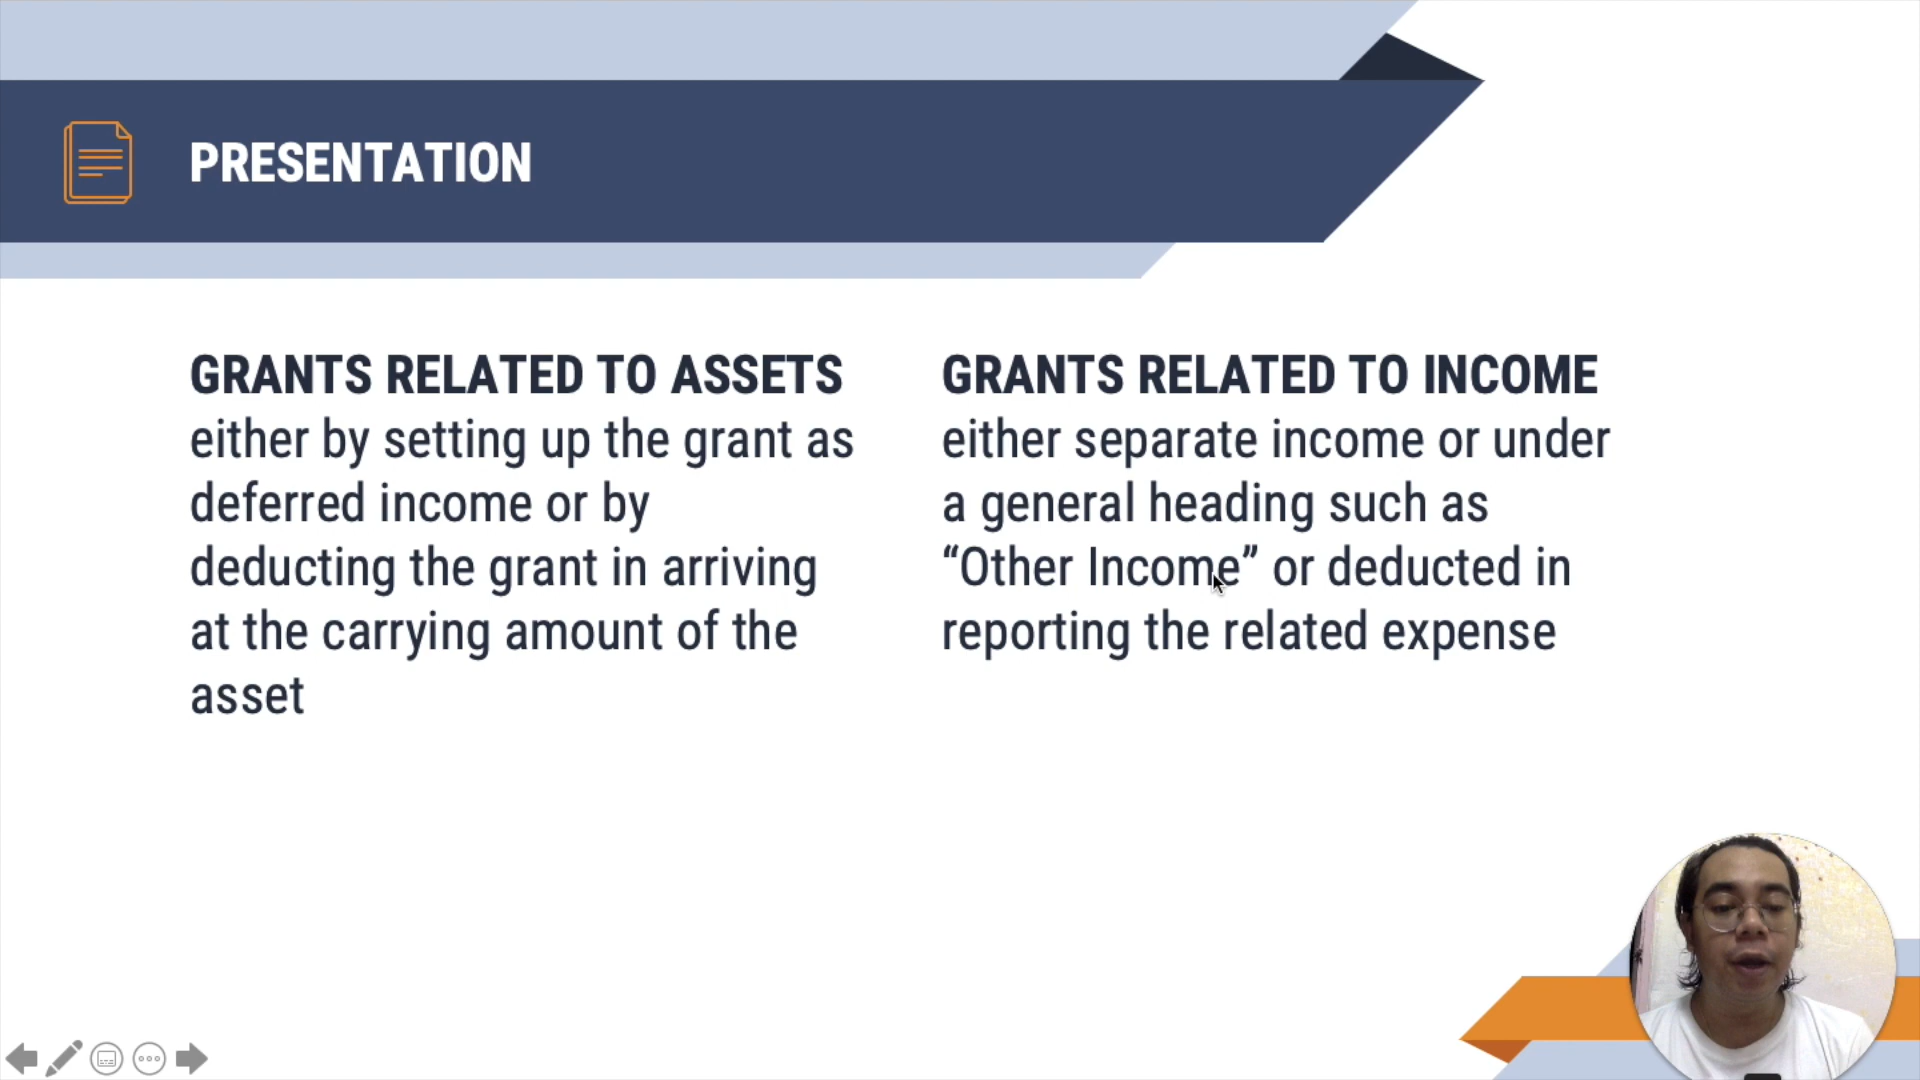 PRESENTATION
GRANTS RELATED TO ASSETS
either by setting up the grant as
deferred income or by
deducting the grant in arriving
at the carrying amount of the
asset
GRANTS RELATED TO INCOME
either separate income or under
a general heading such as
“Other Income” or deducted in
reporting the related expense